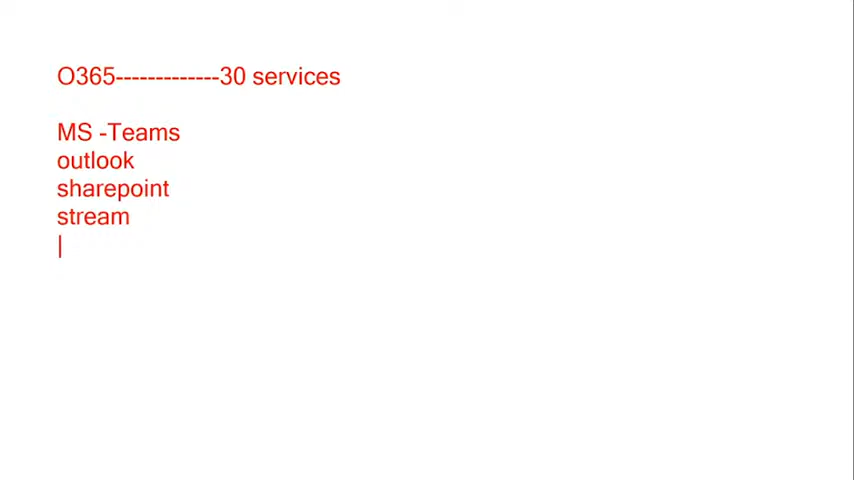 O365-------------30 services
MS -Teams
outlook
sharepoint
stream